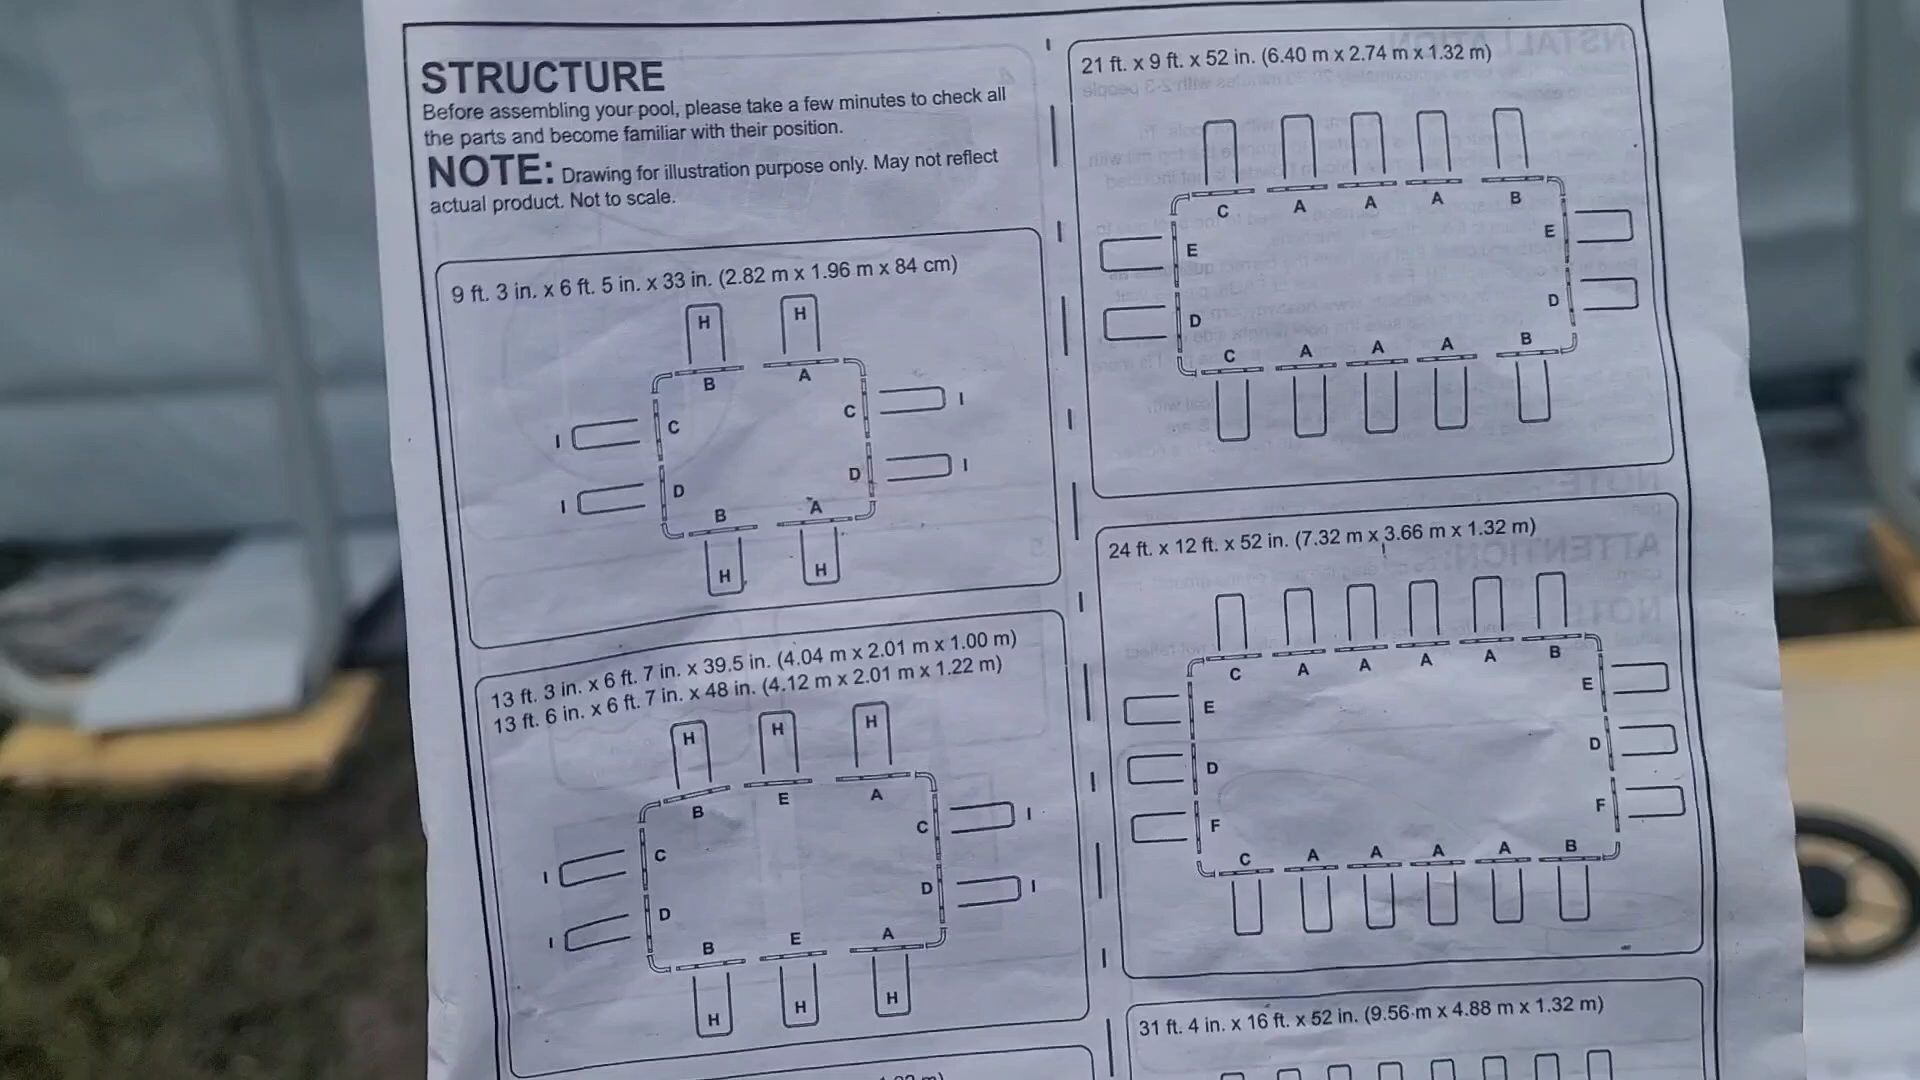 STRUCTURE
Before assembling your pool, please take a few minutes to check all
the parts and become familiar with their position.
NOTE: Drawing for illustration purpose only. May not reflect
actual product. Not to scale.
9 ft. 3 in. x 6 ft. 5 in. x 33 in. (2.82 m x 1.96 m x 84 cm)
H H
B A
C C I
I
D D I
I
B A
H H
13 ft. 3 in. x 6 ft. 7 in. x 39.5 in. (4.04 m x 2.01 m x 1.00 m)
13 ft. 6 in. x 6 ft. 7 in. x 48 in. (4.12 m x 2.01 m x 1.22 m)
H H H
B E A
C I
I C
D I
I D
B E A
H H H
21 ft. x 9 ft. x 52 in. (6.40 m x 2.74 m x 1.32 m)
C A A A B
E E
D D
C A A A B
24 ft. x 12 ft. x 52 in. (7.32 m x 3.66 m x 1.32 m)
C A A A A B
E E
D D
F F
C A A A A B
31 ft. 4 in. x 16 ft. x 52 in. (9.56 m x 4.88 m x 1.32 m)